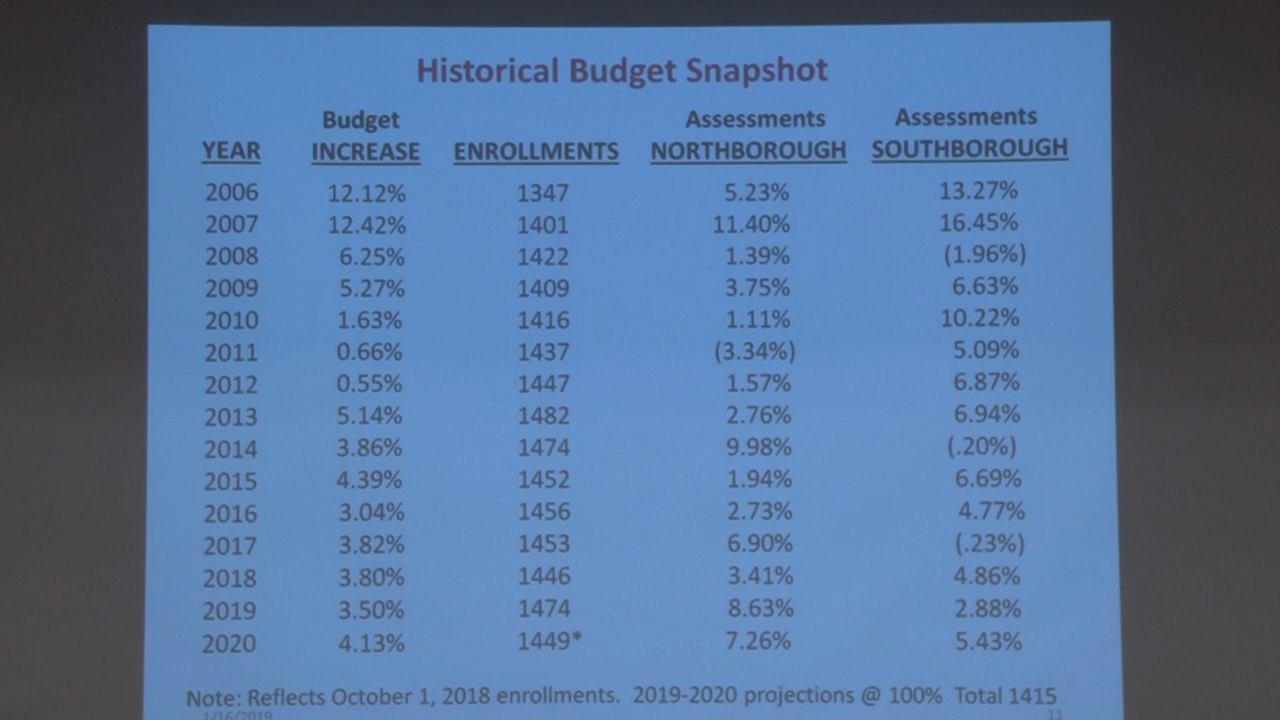 Historical Budget Snapshot
Budget Assessments Assessments
YEAR INCREASE ENROLLMENTS NORTHBOROUGH SOUTHBOROUGH
2006 12.12% 1347 5.23% 13.27%
2007 12.42% 1401 11.40% 16.45%
2008 6.25% 1422 1.39% (1.96%)
2009 5.27% 1409 3.75% 6.63%
2010 1.63% 1416 1.11% 10.22%
2011 0.66% 1437 (3.34%) 5.09%
2012 0.55% 1447 1.57% 6.87%
2013 5.14% 1482 2.76% 6.94%
2014 3.86% 1474 9.98% (.20%)
2015 4.39% 1452 1.94% 6.69%
2016 3.04% 1456 2.73% 4.77%
2017 3.82% 1453 6.90% (.23%)
2018 3.80% 1446 3.41% 4.86%
2019 3.50% 1474 8.63% 2.88%
2020 4.13% 1449* 7.26% 5.43%
Note: Reflects October 1, 2018 enrollments. 2019-2020 projections @ 100% Total 1415
1/16/2019 11